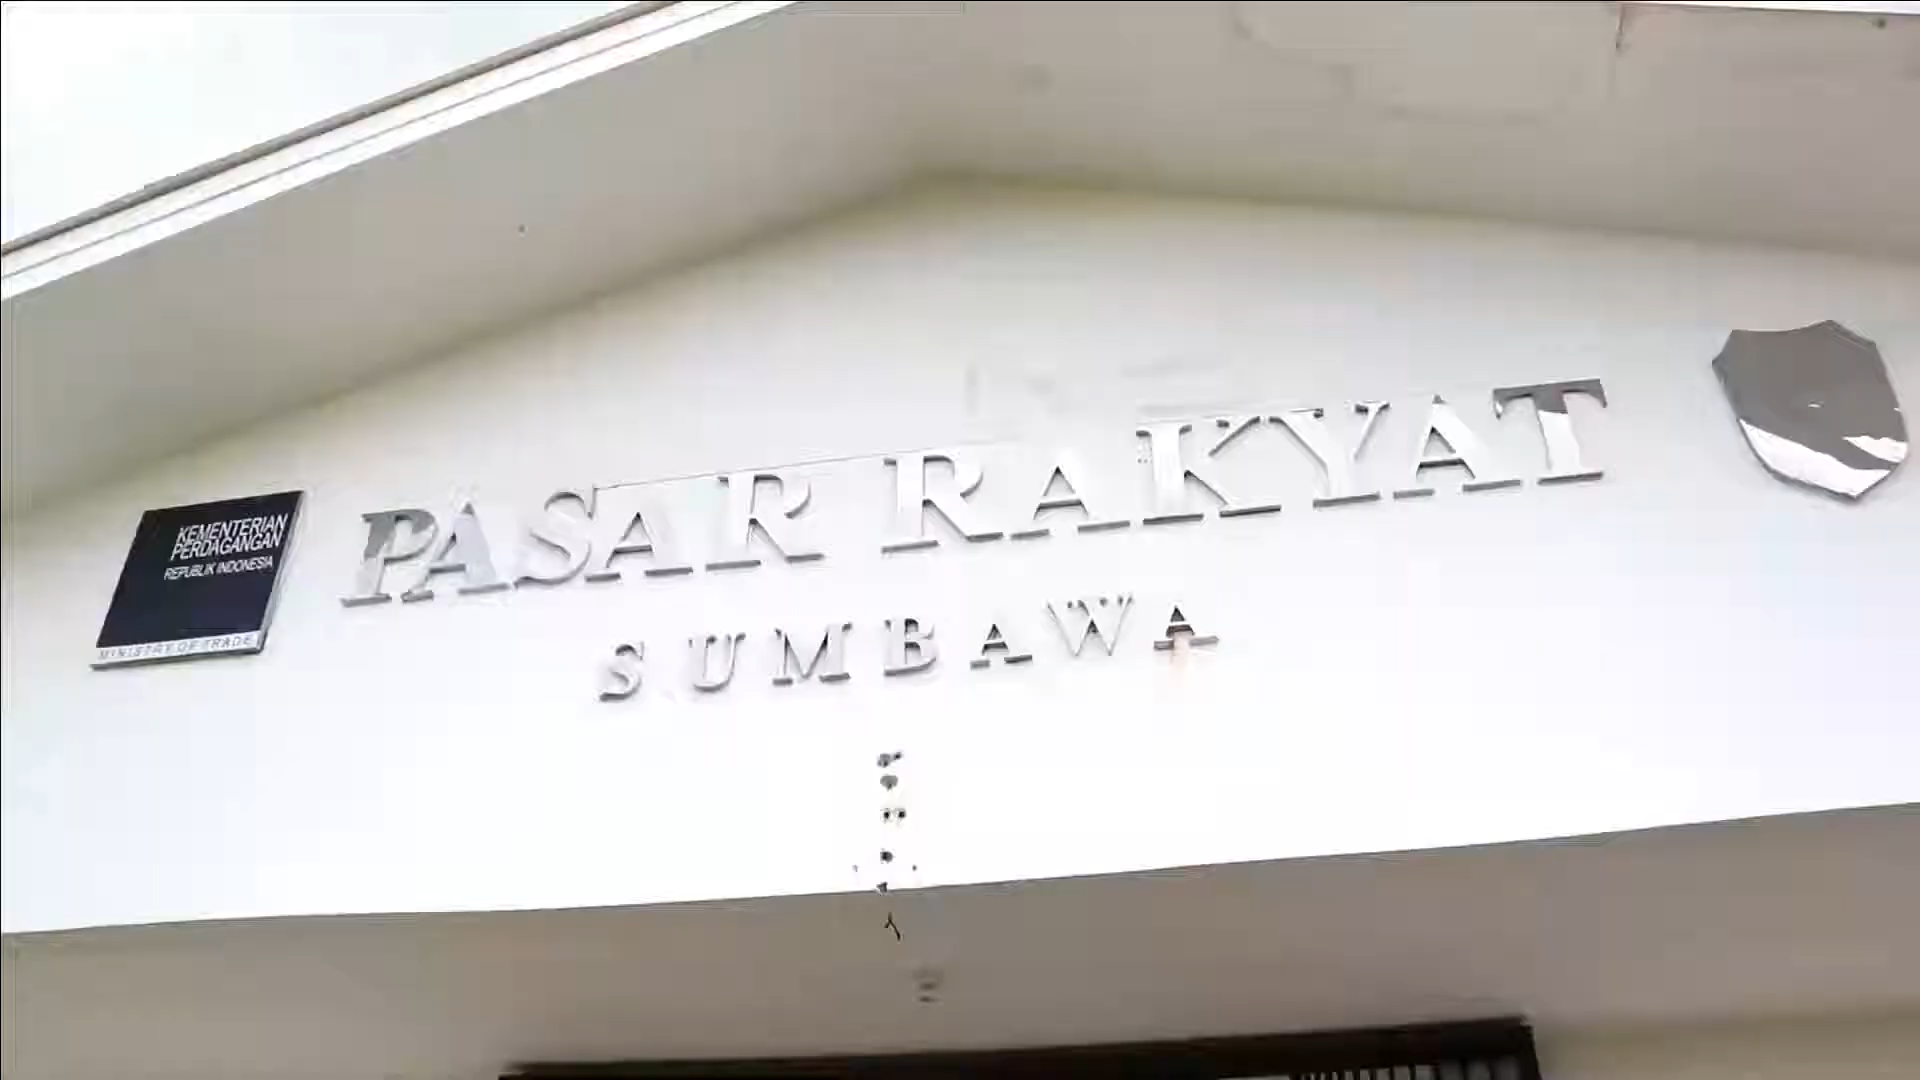 KEMENTERIAN
PERDAGANGAN
REPUBLIK INDONESIA
MINISTRY OF TRADE
PASAR RAKYAT
SUMBAWA